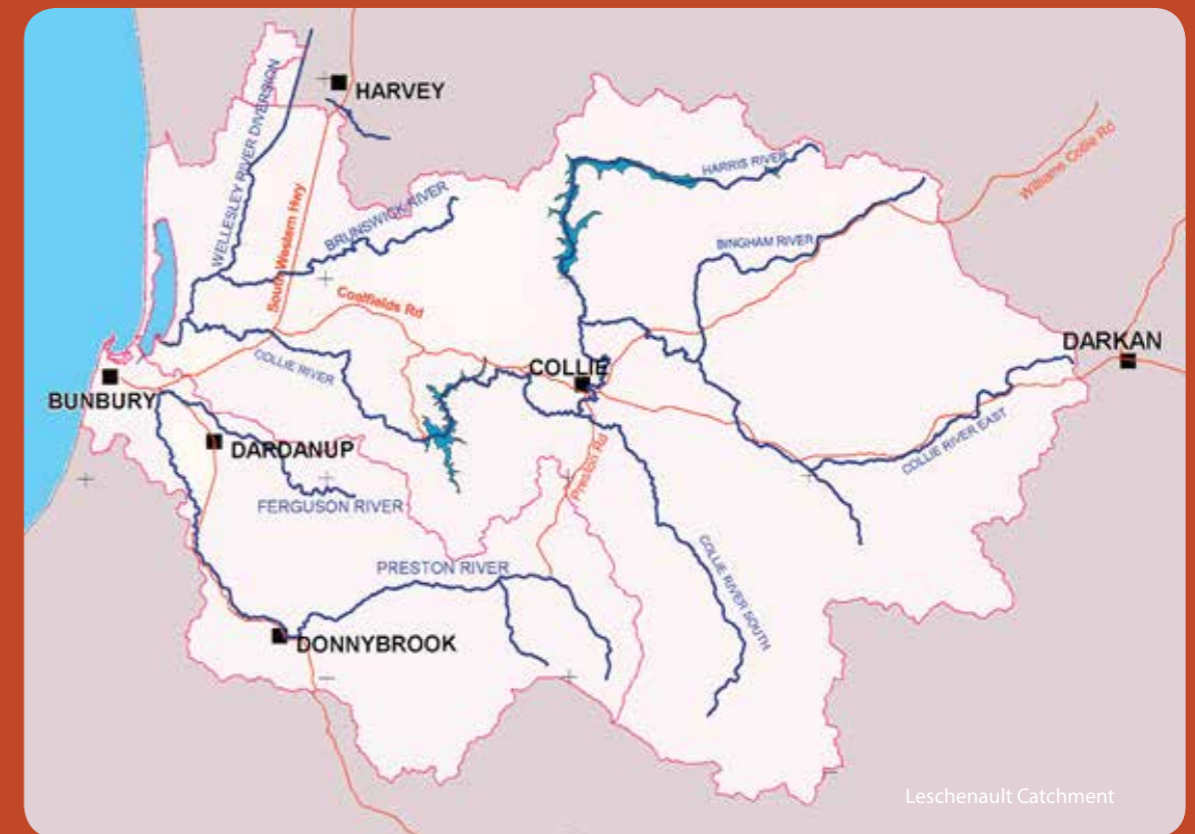 HARVEY
WELLESLEY RIVER DIVERSION
BRUNSWICK RIVER
South Western Hwy
HARRIS RIVER
Williams Collie Rd
BINGHAM RIVER
Coalfields Rd
COLLIE RIVER
COLLIE
DARKAN
BUNBURY
DARDANUP
FERGUSON RIVER
Preston Rd
COLLIE RIVER EAST
PRESTON RIVER
COLLIE RIVER SOUTH
DONNYBROOK
Leschenault Catchment